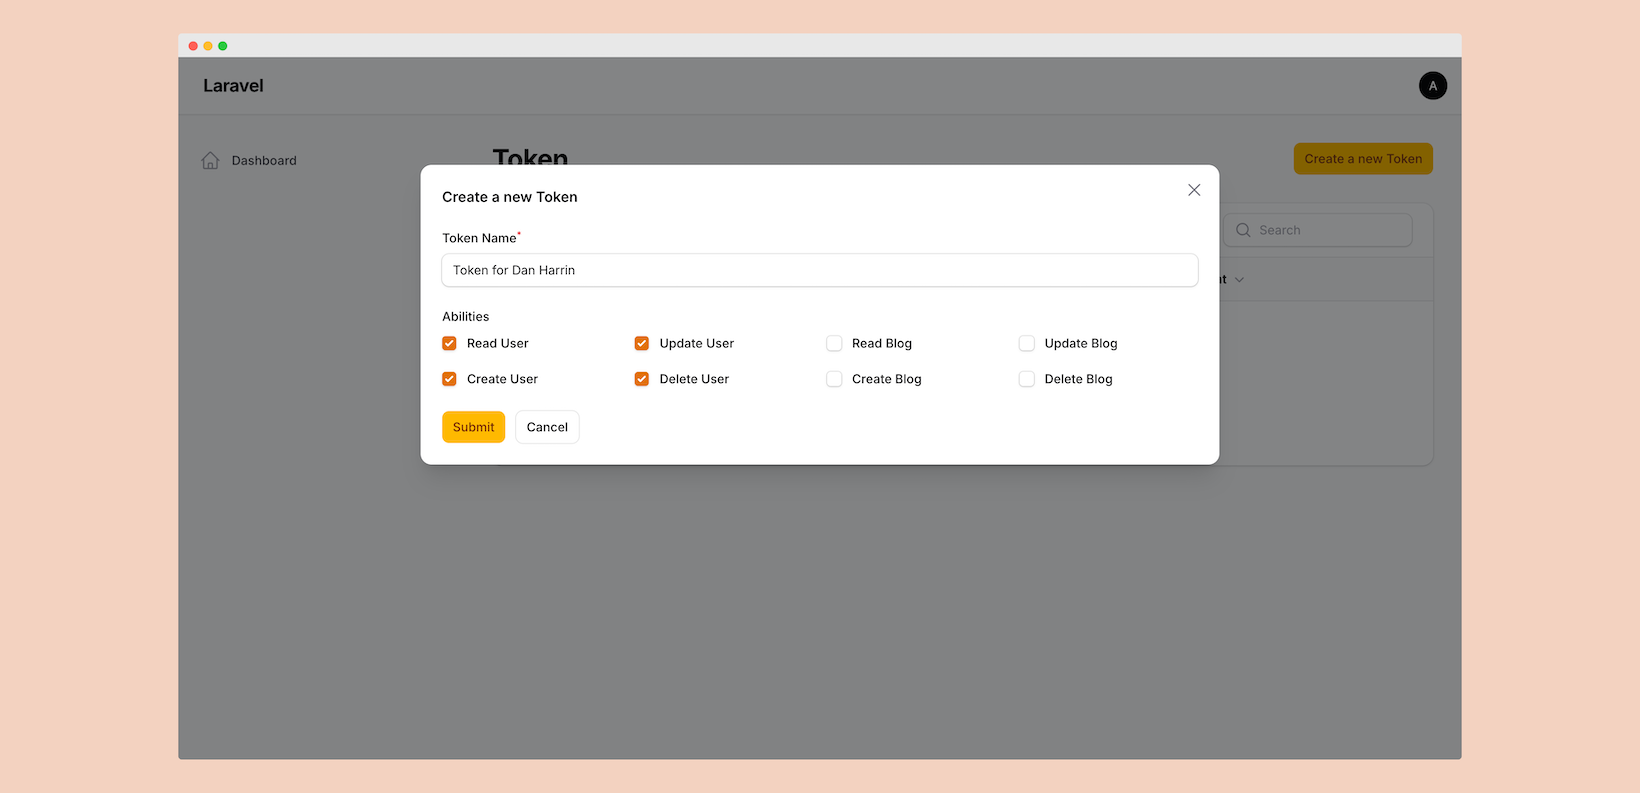 Laravel
A
Dashboard
Token
Create a new Token
Search
Create a new Token
Token Name*
Token for Dan Harrin
Abilities
Read User
Update User
Read Blog
Update Blog
Create User
Delete User
Create Blog
Delete Blog
Submit
Cancel